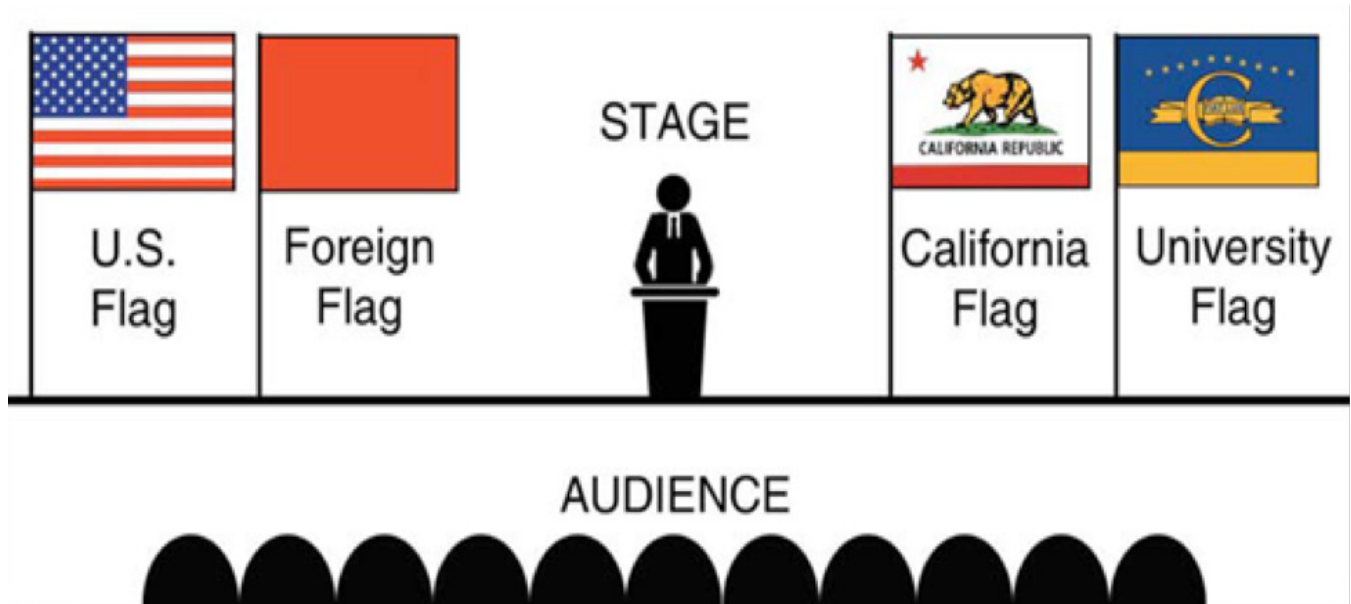 STAGE
CALIFORNIA REPUBLIC
U.S.
Flag
Foreign
Flag
California
Flag
University
Flag
AUDIENCE